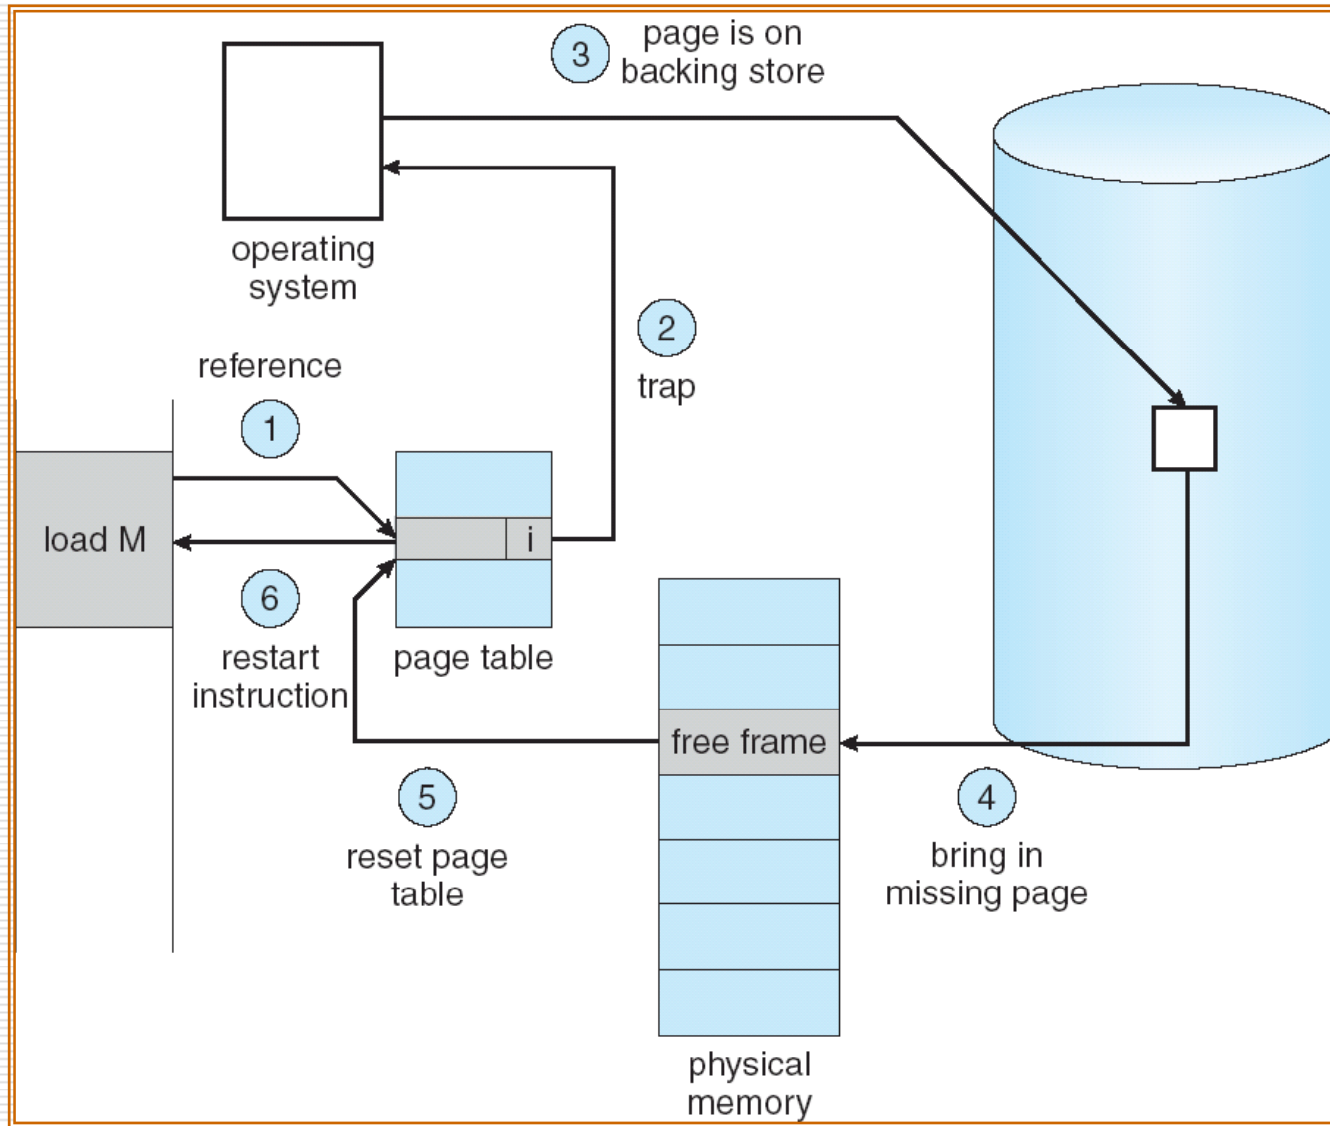 3
page is on
backing store
operating
system
2
trap
reference
1
load M
i
6
restart
instruction
page table
free frame
5
reset page
table
4
bring in
missing page
physical
memory